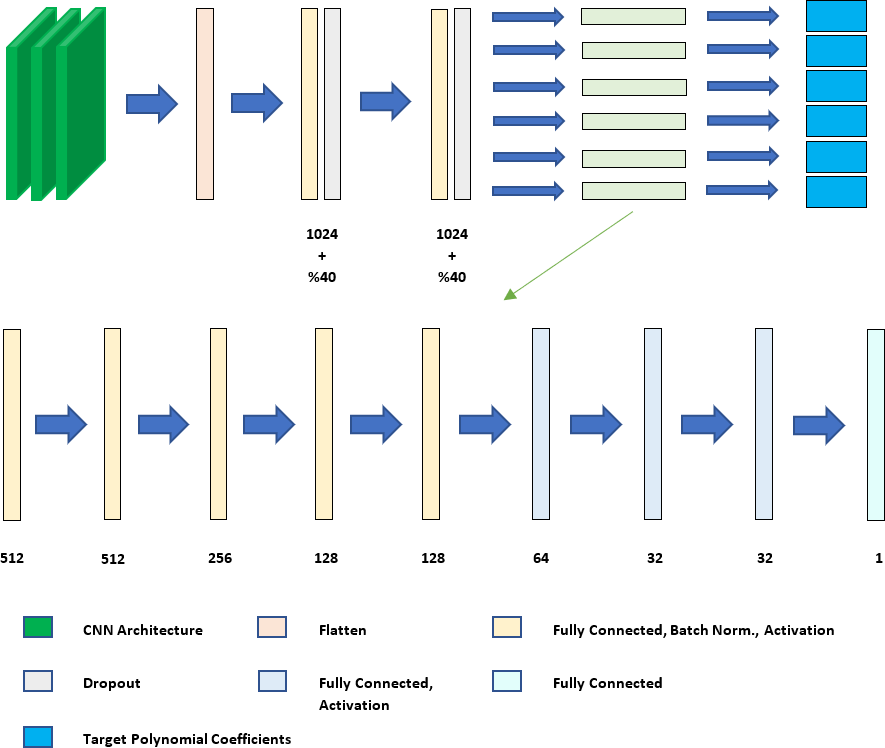 1024
+
%40
1024
+
%40
512
512
256
128
128
64
32
32
1
CNN Architecture
Flatten
Fully Connected, Batch Norm., Activation
Dropout
Fully Connected,
Activation
Fully Connected
Target Polynomial Coefficients